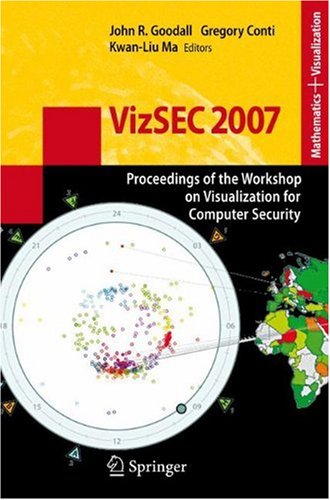 John R. Goodall Gregory Conti
Kwan-Liu Ma Editors
Mathematics + Visualization
VizSEC 2007
Proceedings of the Workshop
on Visualization for
Computer Security
24
21
03
18
15
12
09
Springer